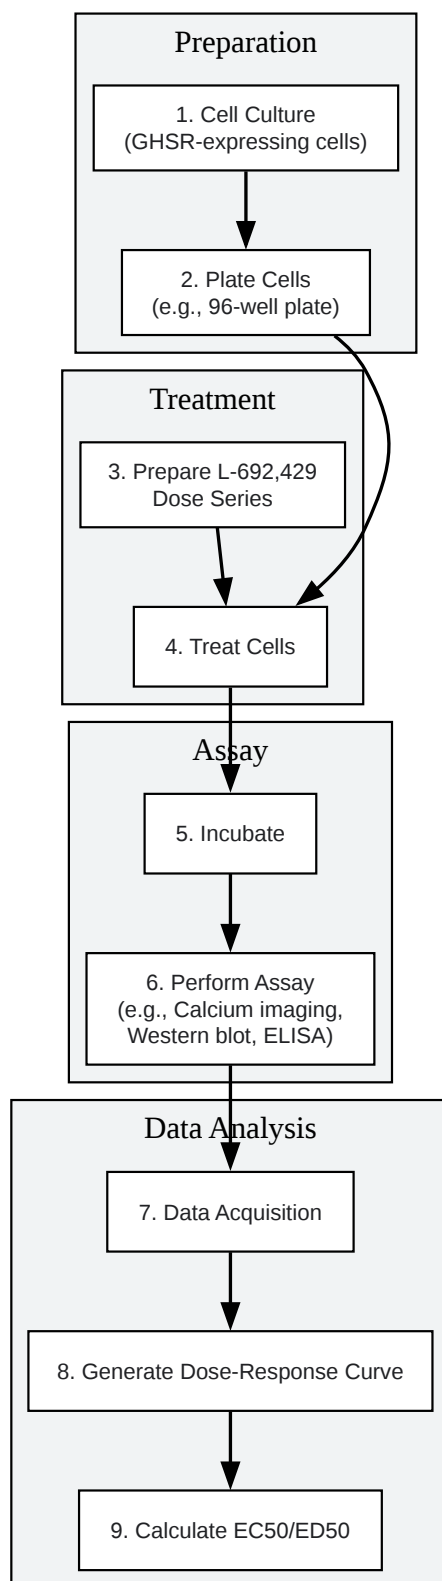 Preparation
1. Cell Culture
(GHSR-expressing cells)
2. Plate Cells
(e.g., 96-well plate)
Treatment
3. Prepare L-692,429
Dose Series
4. Treat Cells
Assay
5. Incubate
6. Perform Assay
(e.g., Calcium imaging,
Western blot, ELISA)
Data Analysis
7. Data Acquisition
8. Generate Dose-Response Curve
9. Calculate EC50/ED50